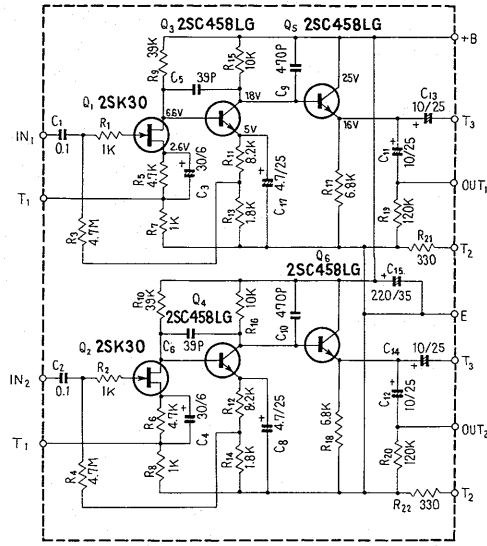 Q3 2SC458LG
Q5 2SC458LG
R9 39K
C5 39P
R15 10K
470P
C9
25V
+B
C13
10/25
T3
Q1 2SK30
6.6V
18V
16V
5V
C1
0.1
IN1
R1
1K
2.6V
R5 4.7K
30/6
C3
R11 8.2K
4.7/25
C17
R17 6.8K
C11 10/25
OUT1
T1
R3 4.7M
R7 1K
R13 1.8K
R19 120K
R21
330
T2
Q6
2SC458LG
C15
220/35
E
R10 39K
Q4
2SC458LG
C6 39P
10K
R16
C10 470P
C14 10/25
T3
Q2 2SK30
C2
0.1
IN2
R2
1K
R6 4.7K
30/6
C4
R12 8.2K
4.7/25
C8
6.8K
R18
C12 10/25
OUT2
T1
R4 4.7M
R8 1K
R14 1.8K
R20 120K
R22 330
T2